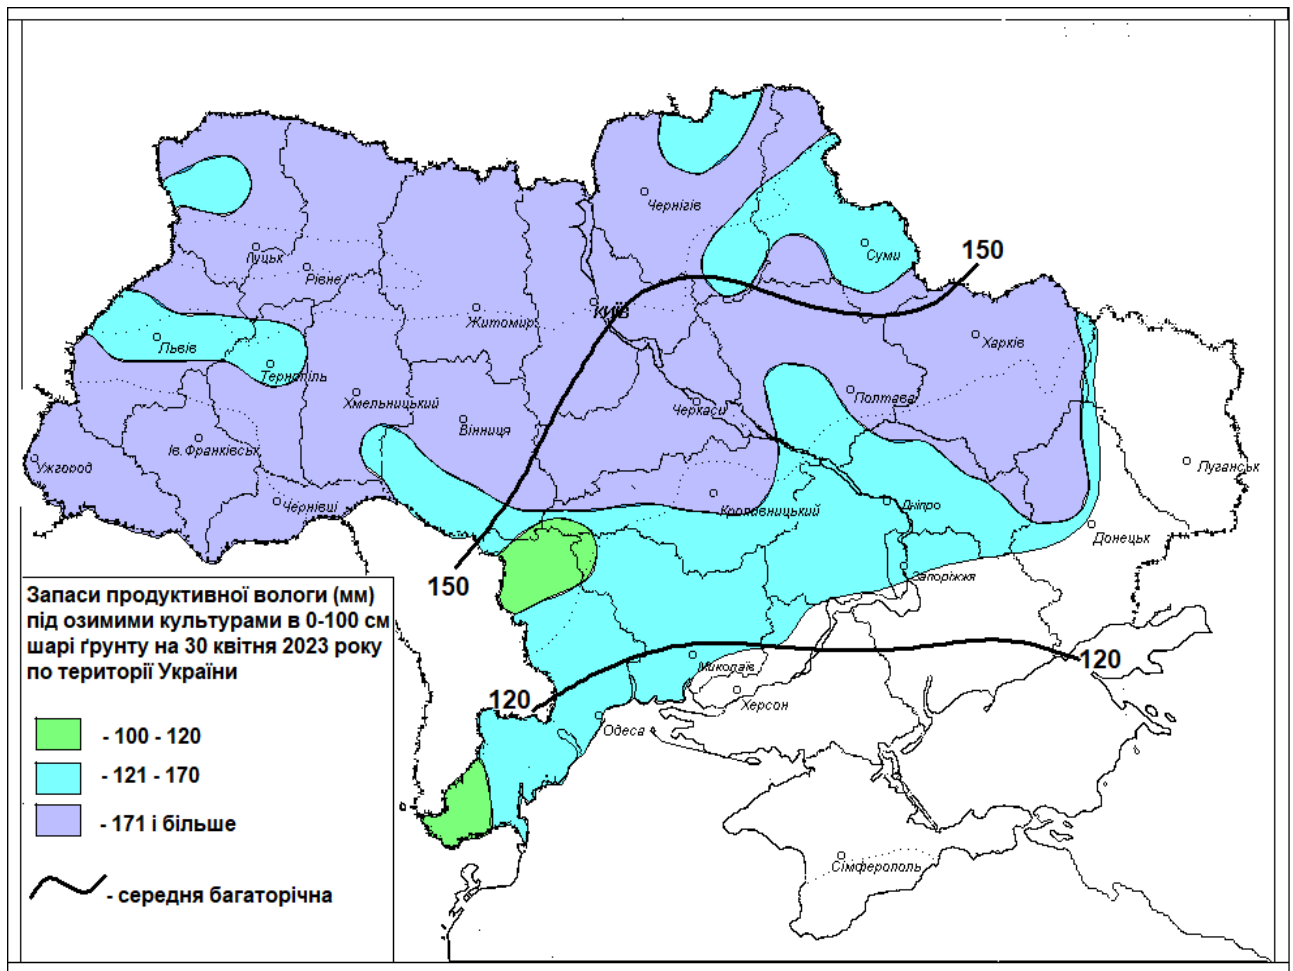 Чернігів
Суми
150
Луцьк
Рівне
Житомир
КИЇВ
Львів
Харків
Тернопіль
Хмельницький
Черкаси
Полтава
Вінниця
Ів.Франківськ
Ужгород
Луганськ
Чернівці
Кропивницький
Дніпро
Донецьк
150
Запоріжжя
Запаси продуктивної вологи (мм)
під озимими культурами в 0-100 см
шарі ґрунту на 30 квітня 2023 року
по території України
Миколаїв
120
120
Херсон
Одеса
- 100 - 120
- 121 - 170
- 171 і більше
Сімферополь
- середня багаторічна